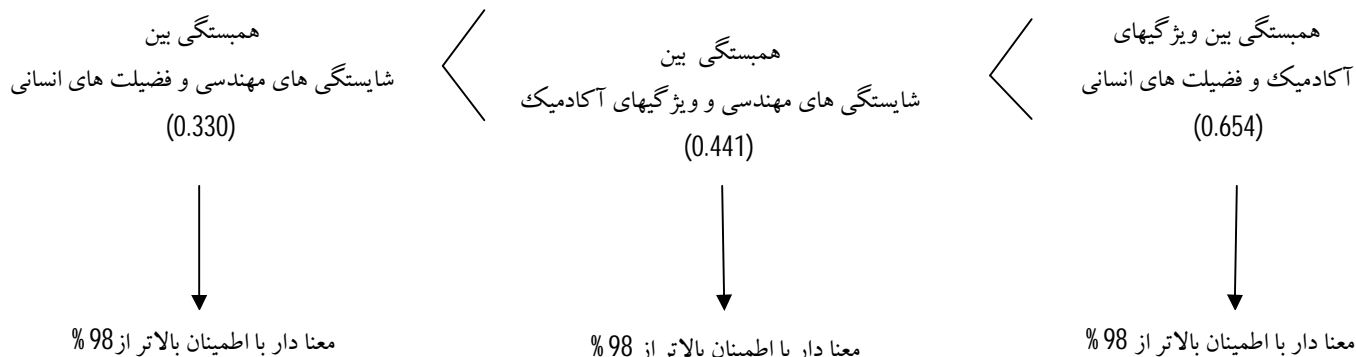 همبستگی بین ویژگیهای
آکادمیک و فضیلت های انسانی
(0.654)
معنا دار با اطمینان بالاتر از 98 %
همبستگی بین
شایستگی های مهندسی و ویژگیهای آکادمیک
(0.441)
معنا دار با اطمینان بالاتر از 98 %
همبستگی بین
شایستگی های مهندسی و فضیلت های انسانی
(0.330)
معنا دار با اطمینان بالاتر از98 %